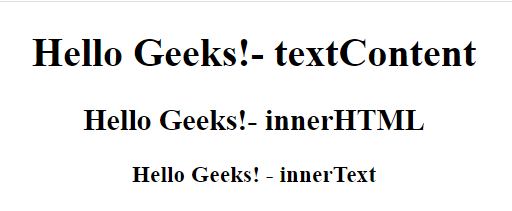 Hello Geeks!- textContent
Hello Geeks!- innerHTML
Hello Geeks! - innerText